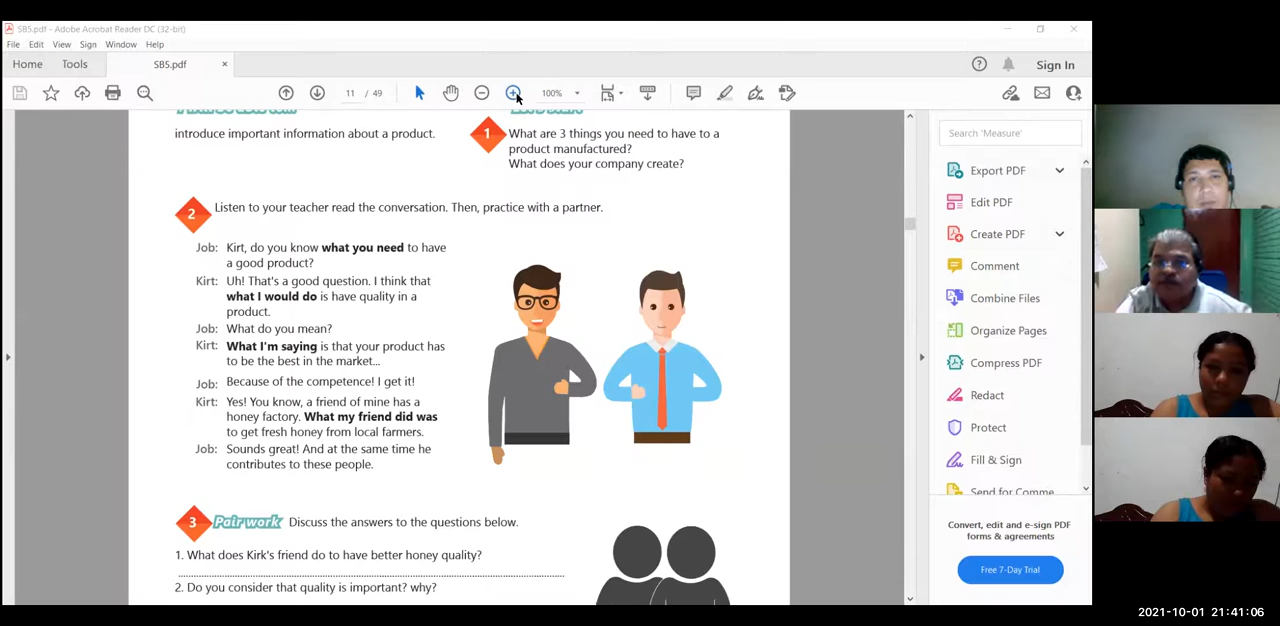 SB5.pdf - Adobe Acrobat Reader DC (32-bit)
File Edit View Sign Window Help
Home Tools SB5.pdf × Sign In
11 / 49 100%
introduce important information about a product.
1 What are 3 things you need to have to a
product manufactured?
What does your company create?
2 Listen to your teacher read the conversation. Then, practice with a partner.
Job: Kirt, do you know what you need to have
a good product?
Kirt: Uh! That's a good question. I think that
what I would do is have quality in a
product.
Job: What do you mean?
Kirt: What I'm saying is that your product has
to be the best in the market...
Job: Because of the competence! I get it!
Kirt: Yes! You know, a friend of mine has a
honey factory. What my friend did was
to get fresh honey from local farmers.
Job: Sounds great! And at the same time he
contributes to these people.
3 Pair work Discuss the answers to the questions below.
1. What does Kirk's friend do to have better honey quality?
2. Do you consider that quality is important? why?
Search 'Measure'
Export PDF
Edit PDF
Create PDF
Comment
Combine Files
Organize Pages
Compress PDF
Redact
Protect
Fill & Sign
Send for Comme
Convert, edit and e-sign PDF
forms & agreements
Free 7-Day Trial
2021-10-01 21:41:06